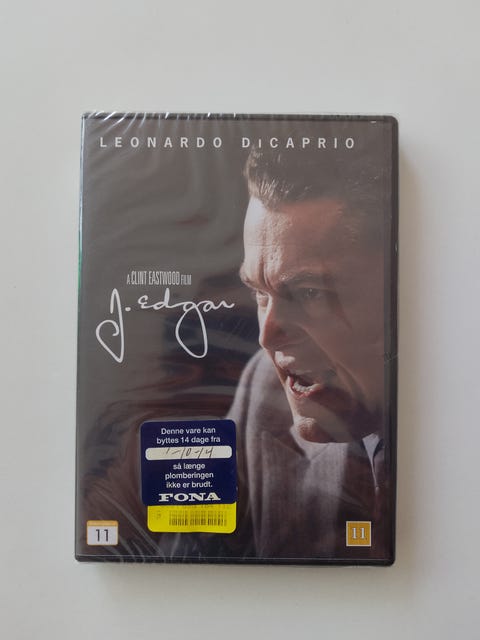 LEONARDO DiCAPRIO
A CLINT EASTWOOD FILM
J. Edgar
Denne vare kan
byttes 14 dage fra
1-10-14
så længe
plomberingen
ikke er brudt.
FONA
11
11